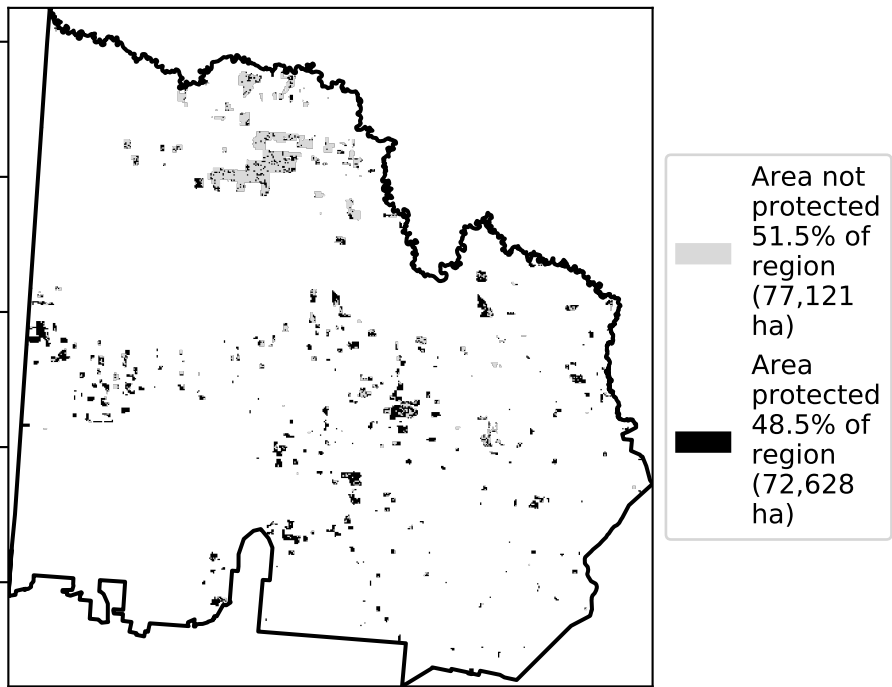 Area not
protected
51.5% of
region
(77,121
ha)
Area
protected
48.5% of
region
(72,628
ha)